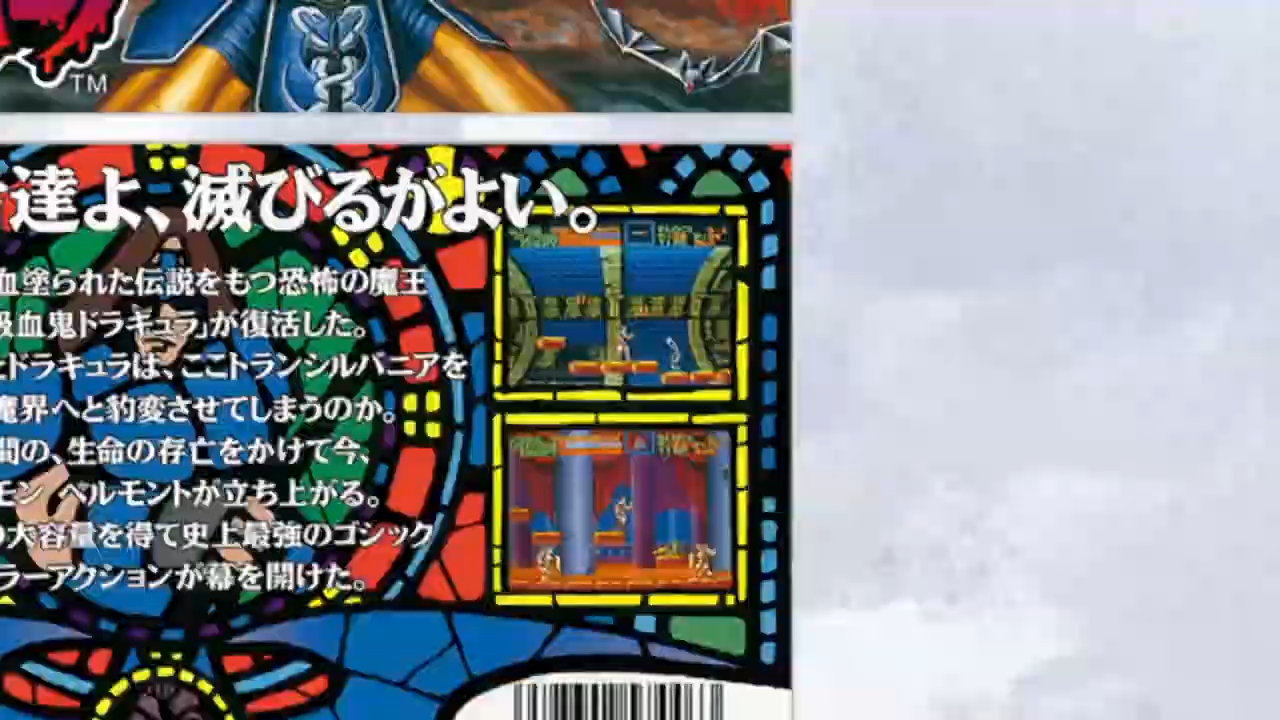 TM
達よ、滅びるがよい。
血塗られた伝説をもつ恐怖の魔王
吸血鬼ドラキュラ」が復活した。
とドラキュラは、ここトランシルバニアを
魔界へと豹変させてしまうのか。
間の、生命の存亡をかけて今、
モン ベルモントが立ち上がる。
大容量を得て史上最強のゴシック
ラーアクションが幕を開けた。